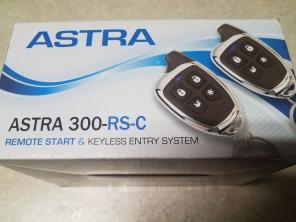 ASTRA
ASTRA 300-RS-C
REMOTE START & KEYLESS ENTRY SYSTEM